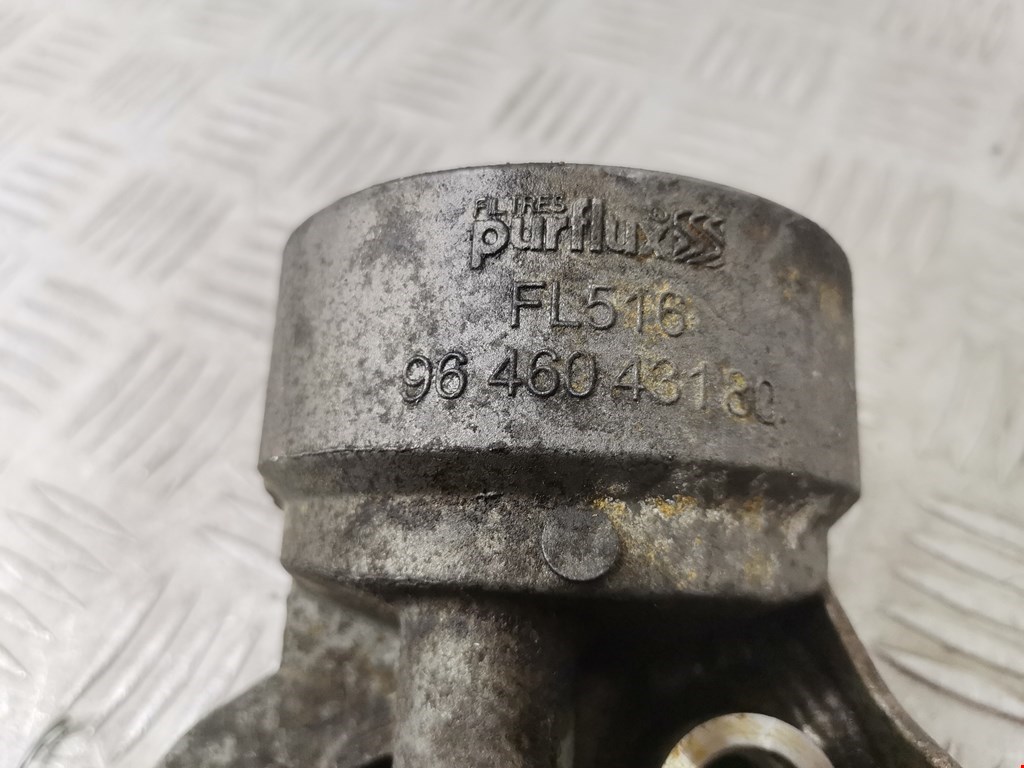 FILTRES
purflux®
FL516
96 460 43180